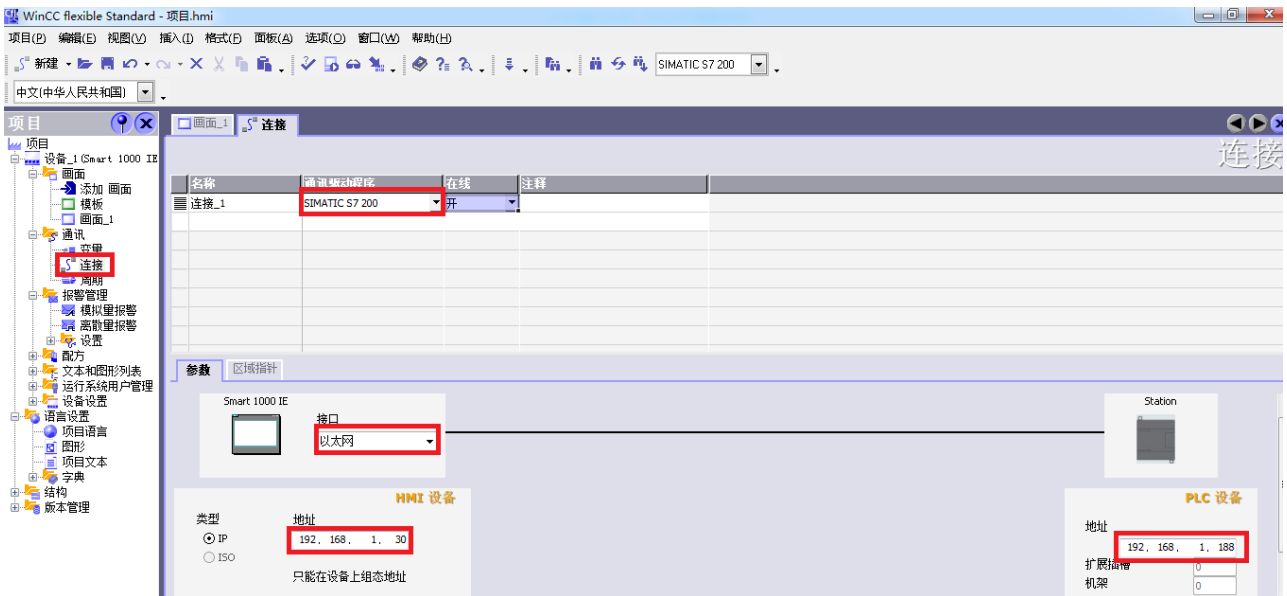 WinCC flexible Standard - 项目.hmi
项目(P) 编辑(E) 视图(V) 插入(I) 格式(F) 面板(A) 选项(O) 窗口(W) 帮助(H)
新建 SIMATIC S7 200
中文(中华人民共和国)
项目
画面_1 连接
连接
项目
设备_1(Smart 1000 IE
画面
添加 画面
模板
画面_1
通讯
变量
连接
周期
报警管理
模拟量报警
离散量报警
设置
配方
文本和图形列表
运行系统用户管理
设备设置
语言设置
项目语言
图形
项目文本
字典
结构
版本管理
名称 通讯驱动程序 在线 注释
连接_1 SIMATIC S7 200 开
参数 区域指针
Smart 1000 IE
接口
以太网
Station
HMI 设备
类型 地址
IP 192. 168. 1. 30
ISO
只能在设备上组态地址
PLC 设备
地址
192. 168. 1. 188
扩展插槽 0
机架 0